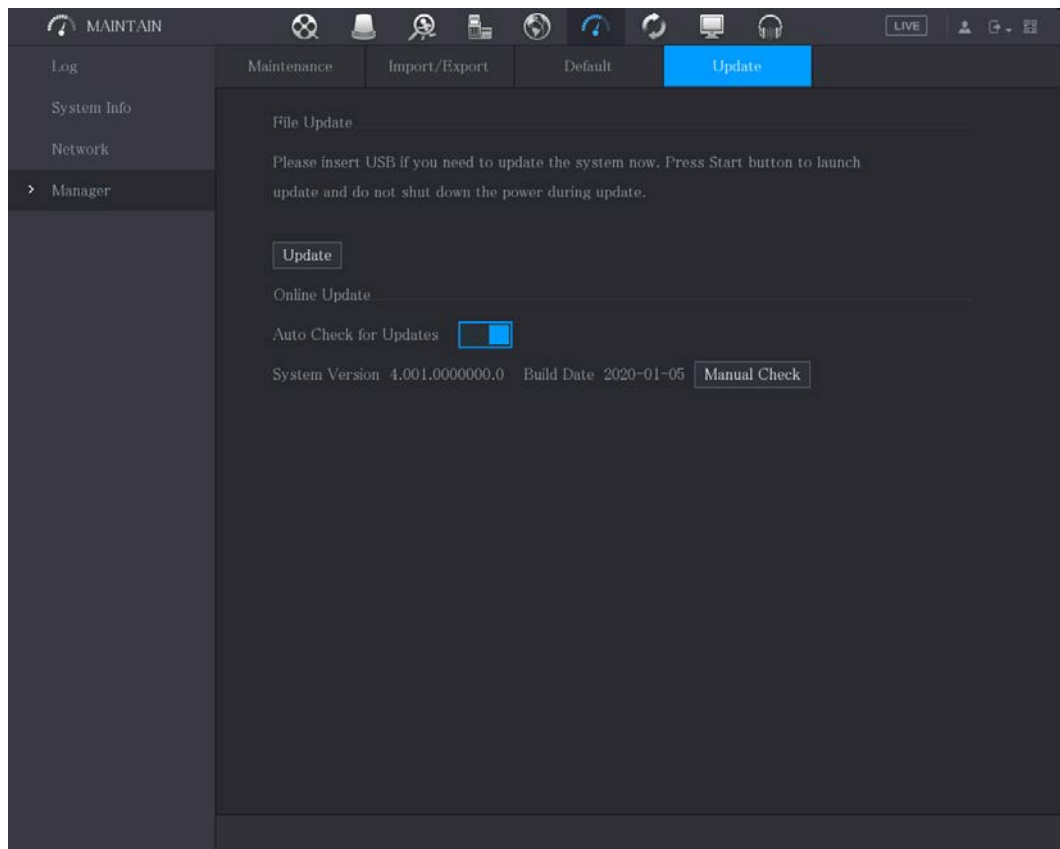 MAINTAIN
LIVE
Log
System Info
Network
Manager
Maintenance Import/Export Default Update
File Update
Please insert USB if you need to update the system now. Press Start button to launch
update and do not shut down the power during update.
Update
Online Update
Auto Check for Updates
System Version 4.001.0000000.0 Build Date 2020-01-05 Manual Check